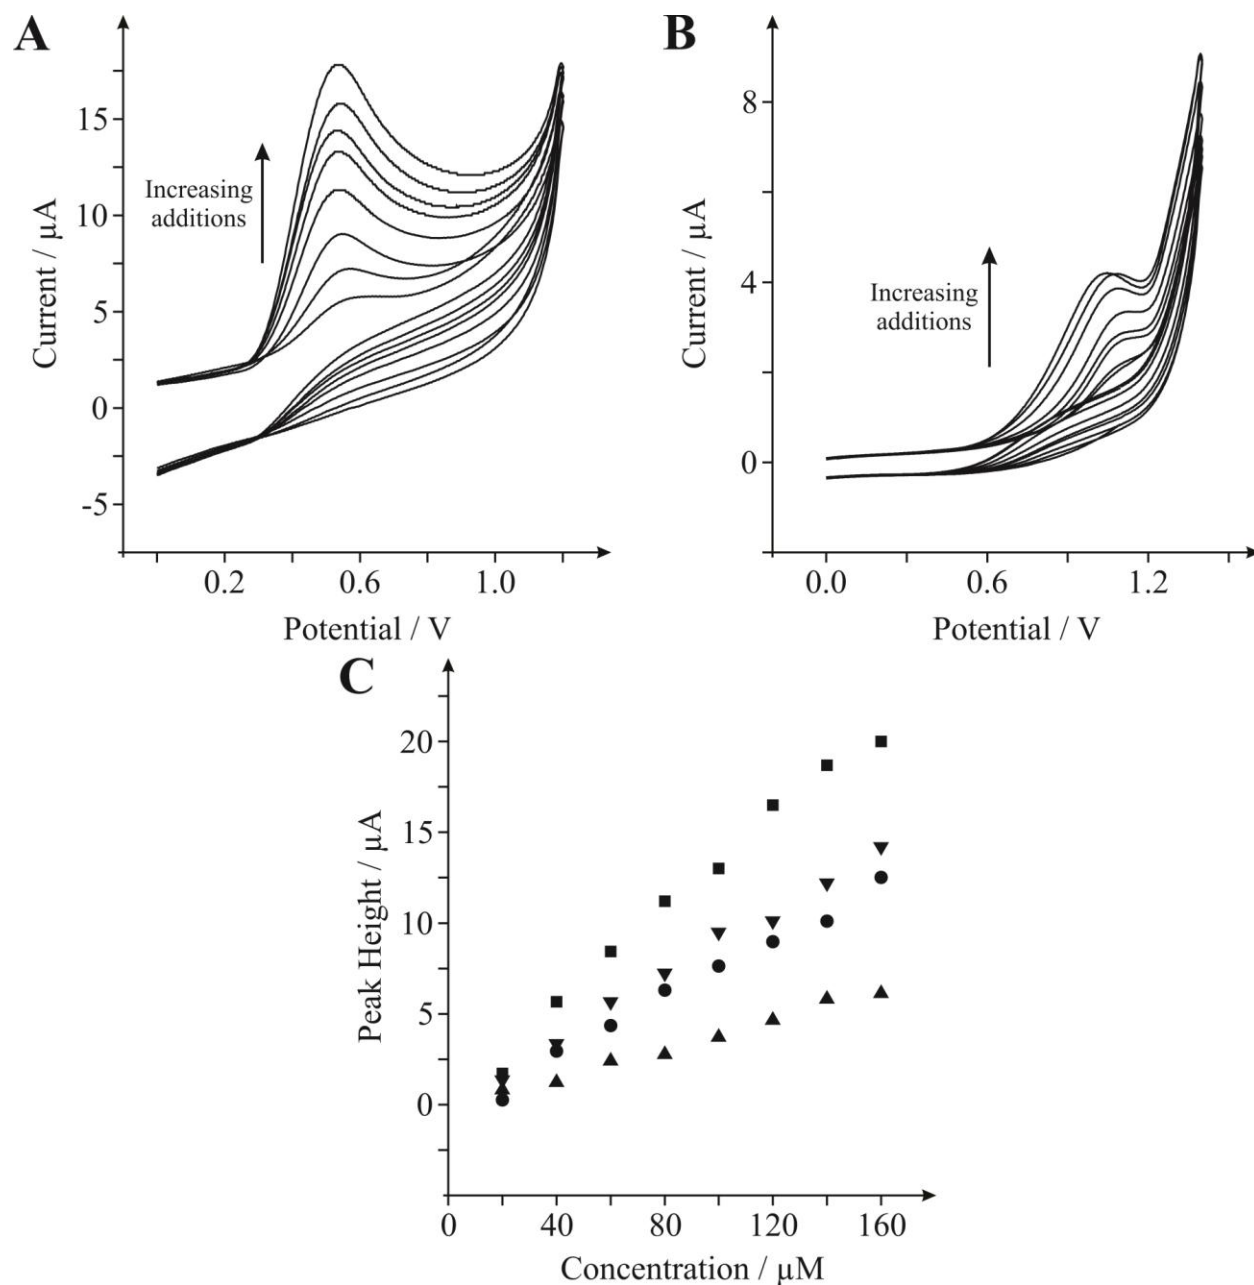 A
Current / µA
15
10
5
0
-5
Increasing
additions
0.2
0.6
1.0
Potential / V
B
Current / µA
8
4
0
Increasing
additions
0.0
0.6
1.2
Potential / V
C
Peak Height / µA
20
15
10
5
0
0
40
80
120
160
Concentration / µM